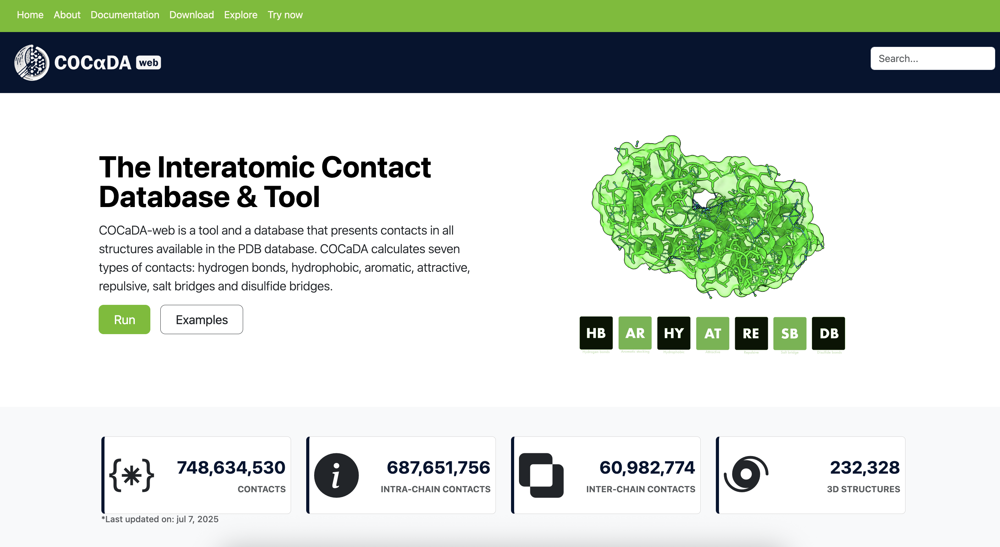 Home About Documentation Download Explore Try now
COCαDA web
Search...
The Interatomic Contact
Database & Tool
COCaDA-web is a tool and a database that presents contacts in all
structures available in the PDB database. COCaDA calculates seven
types of contacts: hydrogen bonds, hydrophobic, aromatic, attractive,
repulsive, salt bridges and disulfide bridges.
Run Examples
HB AR HY AT RE SB DB
Hydrogen bonds Aromatic stacking Hydrophobic Attractive Repulsive Salt bridge Disulfide bonds
748,634,530
CONTACTS
687,651,756
INTRA-CHAIN CONTACTS
60,982,774
INTER-CHAIN CONTACTS
232,328
3D STRUCTURES
*Last updated on: jul 7, 2025